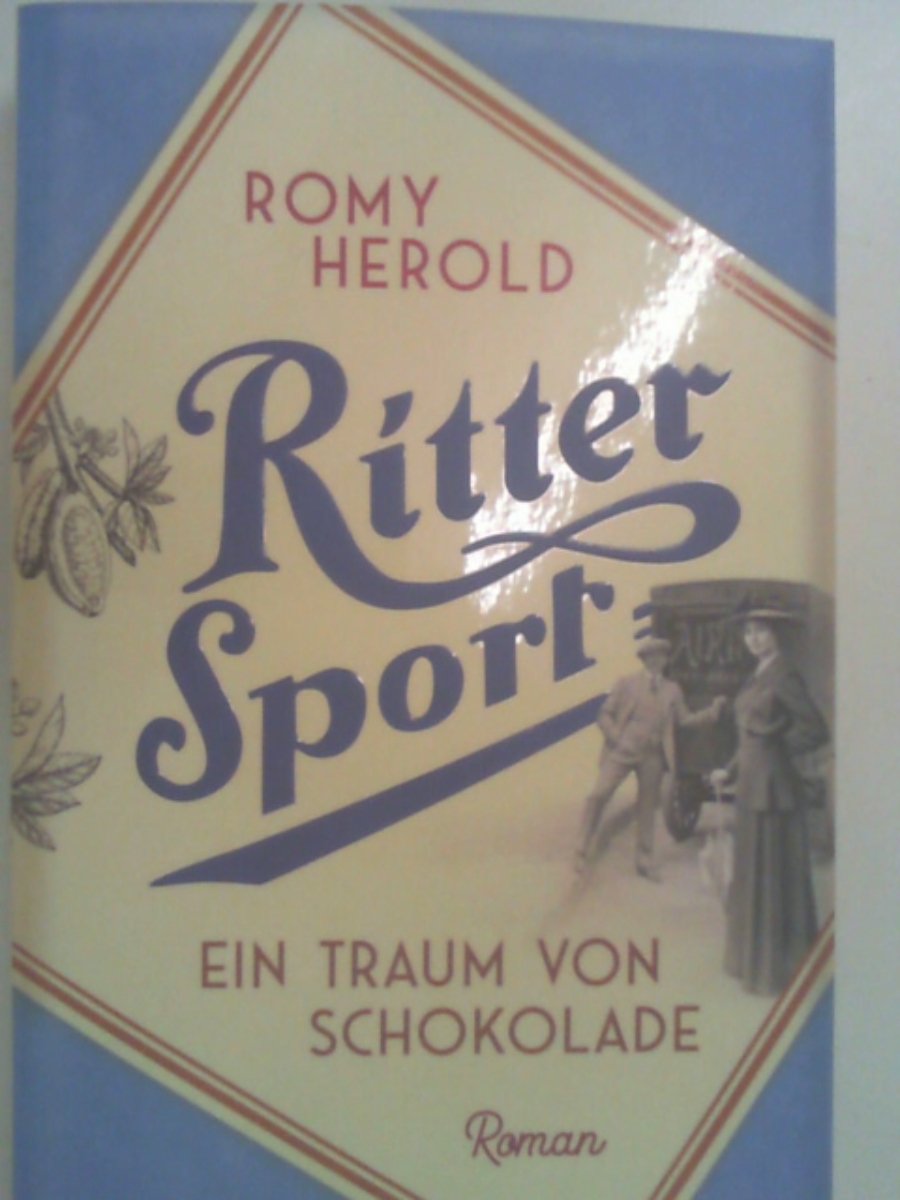 ROMY
HEROLD
Ritter
Sport
EIN TRAUM VON
SCHOKOLADE
Roman